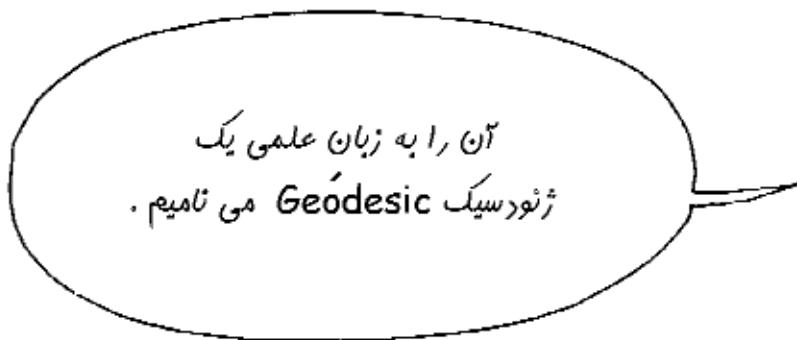 آن را به زبان علمی یک
ژئودسیک Geódesic می نامیم .